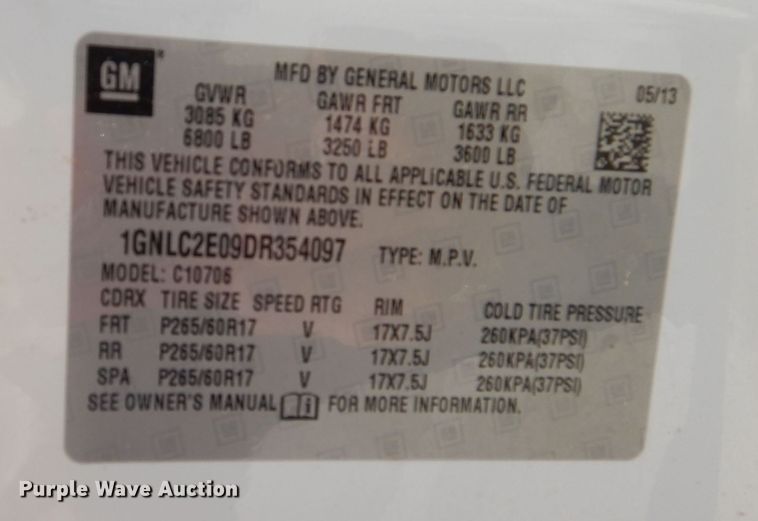 GM
MFD BY GENERAL MOTORS LLC
05/13
GVWR GAWR FRT GAWR RR
3085 KG 1474 KG 1633 KG
6800 LB 3250 LB 3600 LB
THIS VEHICLE CONFORMS TO ALL APPLICABLE U.S. FEDERAL MOTOR
VEHICLE SAFETY STANDARDS IN EFFECT ON THE DATE OF
MANUFACTURE SHOWN ABOVE.
1GNLC2E09DR354097 TYPE: M.P.V.
MODEL: C10706
CDRX TIRE SIZE SPEED RTG RIM COLD TIRE PRESSURE
FRT P265/60R17 V 17X7.5J 260KPA(37PSI)
RR P265/60R17 V 17X7.5J 260KPA(37PSI)
SPA P265/60R17 V 17X7.5J 260KPA(37PSI)
SEE OWNER'S MANUAL i FOR MORE INFORMATION.
Purple Wave Auction